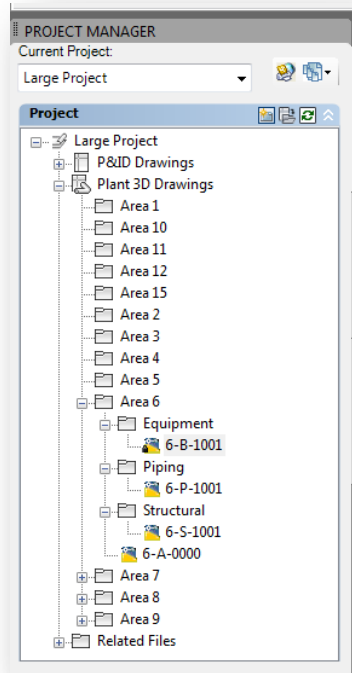 PROJECT MANAGER
Current Project:
Large Project
Project
Large Project
P&ID Drawings
Plant 3D Drawings
Area 1
Area 10
Area 11
Area 12
Area 15
Area 2
Area 3
Area 4
Area 5
Area 6
Equipment
6-B-1001
Piping
6-P-1001
Structural
6-S-1001
6-A-0000
Area 7
Area 8
Area 9
Related Files